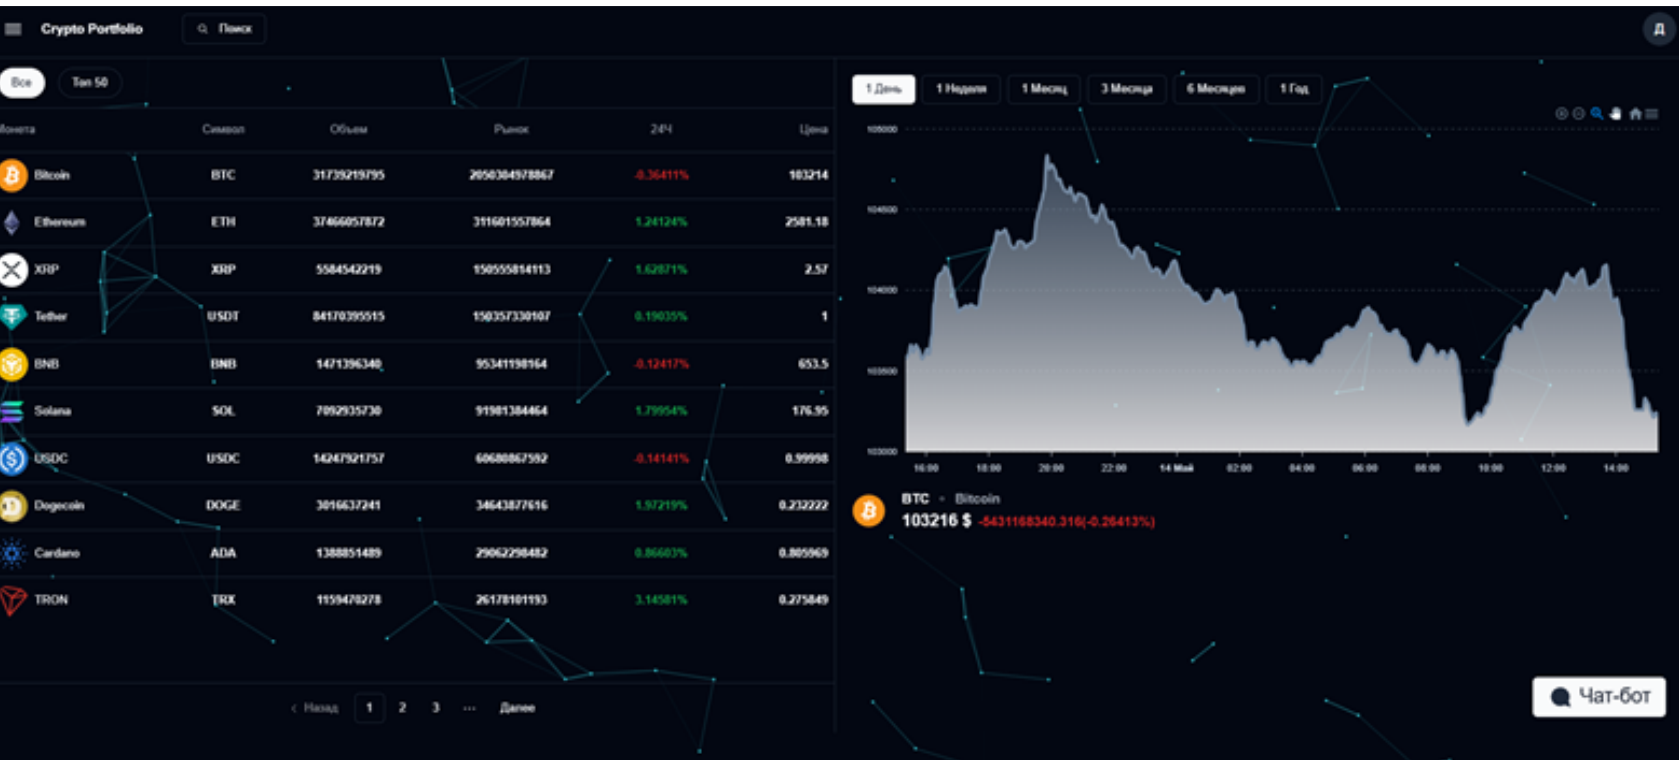 Crypto Portfolio
Поиск
Д
Все
Топ 50
Монета Символ Объем Рынок 24Ч Цена
Bitcoin BTC 31739219795 2050304978867 -0.36411% 103214
Ethereum ETH 37466057872 311601557864 1.24124% 2581.18
XRP XRP 5584542219 150555814113 1.62871% 2.57
Tether USDT 84170395515 150357330107 0.19035% 1
BNB BNB 1471396340 95341198164 -0.12417% 653.5
Solana SOL 7092935730 91981384464 1.79954% 176.95
USDC USDC 14247921757 60680867592 -0.14141% 0.99998
Dogecoin DOGE 3016637241 34643877616 1.97219% 0.232222
Cardano ADA 1388851489 29062298482 0.86603% 0.805969
TRON TRX 1159470278 26178101193 3.14581% 0.275849
‹ Назад 1 2 3 ... Далее
1 День 1 Неделя 1 Месяц 3 Месяца 6 Месяцев 1 Год
105000
104500
104000
103500
103000
16:00 18:00 20:00 22:00 14 Май 02:00 04:00 06:00 08:00 10:00 12:00 14:00
BTC • Bitcoin
103216 $ -5431168340.316(-0.26413%)
Чат-бот